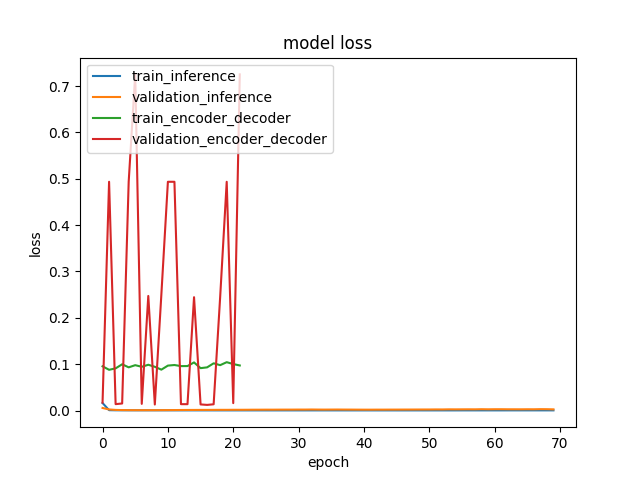 model loss
train_inference
validation_inference
train_encoder_decoder
validation_encoder_decoder
0.7
0.6
0.5
0.4
0.3
0.2
0.1
0.0
loss
0 10 20 30 40 50 60 70
epoch